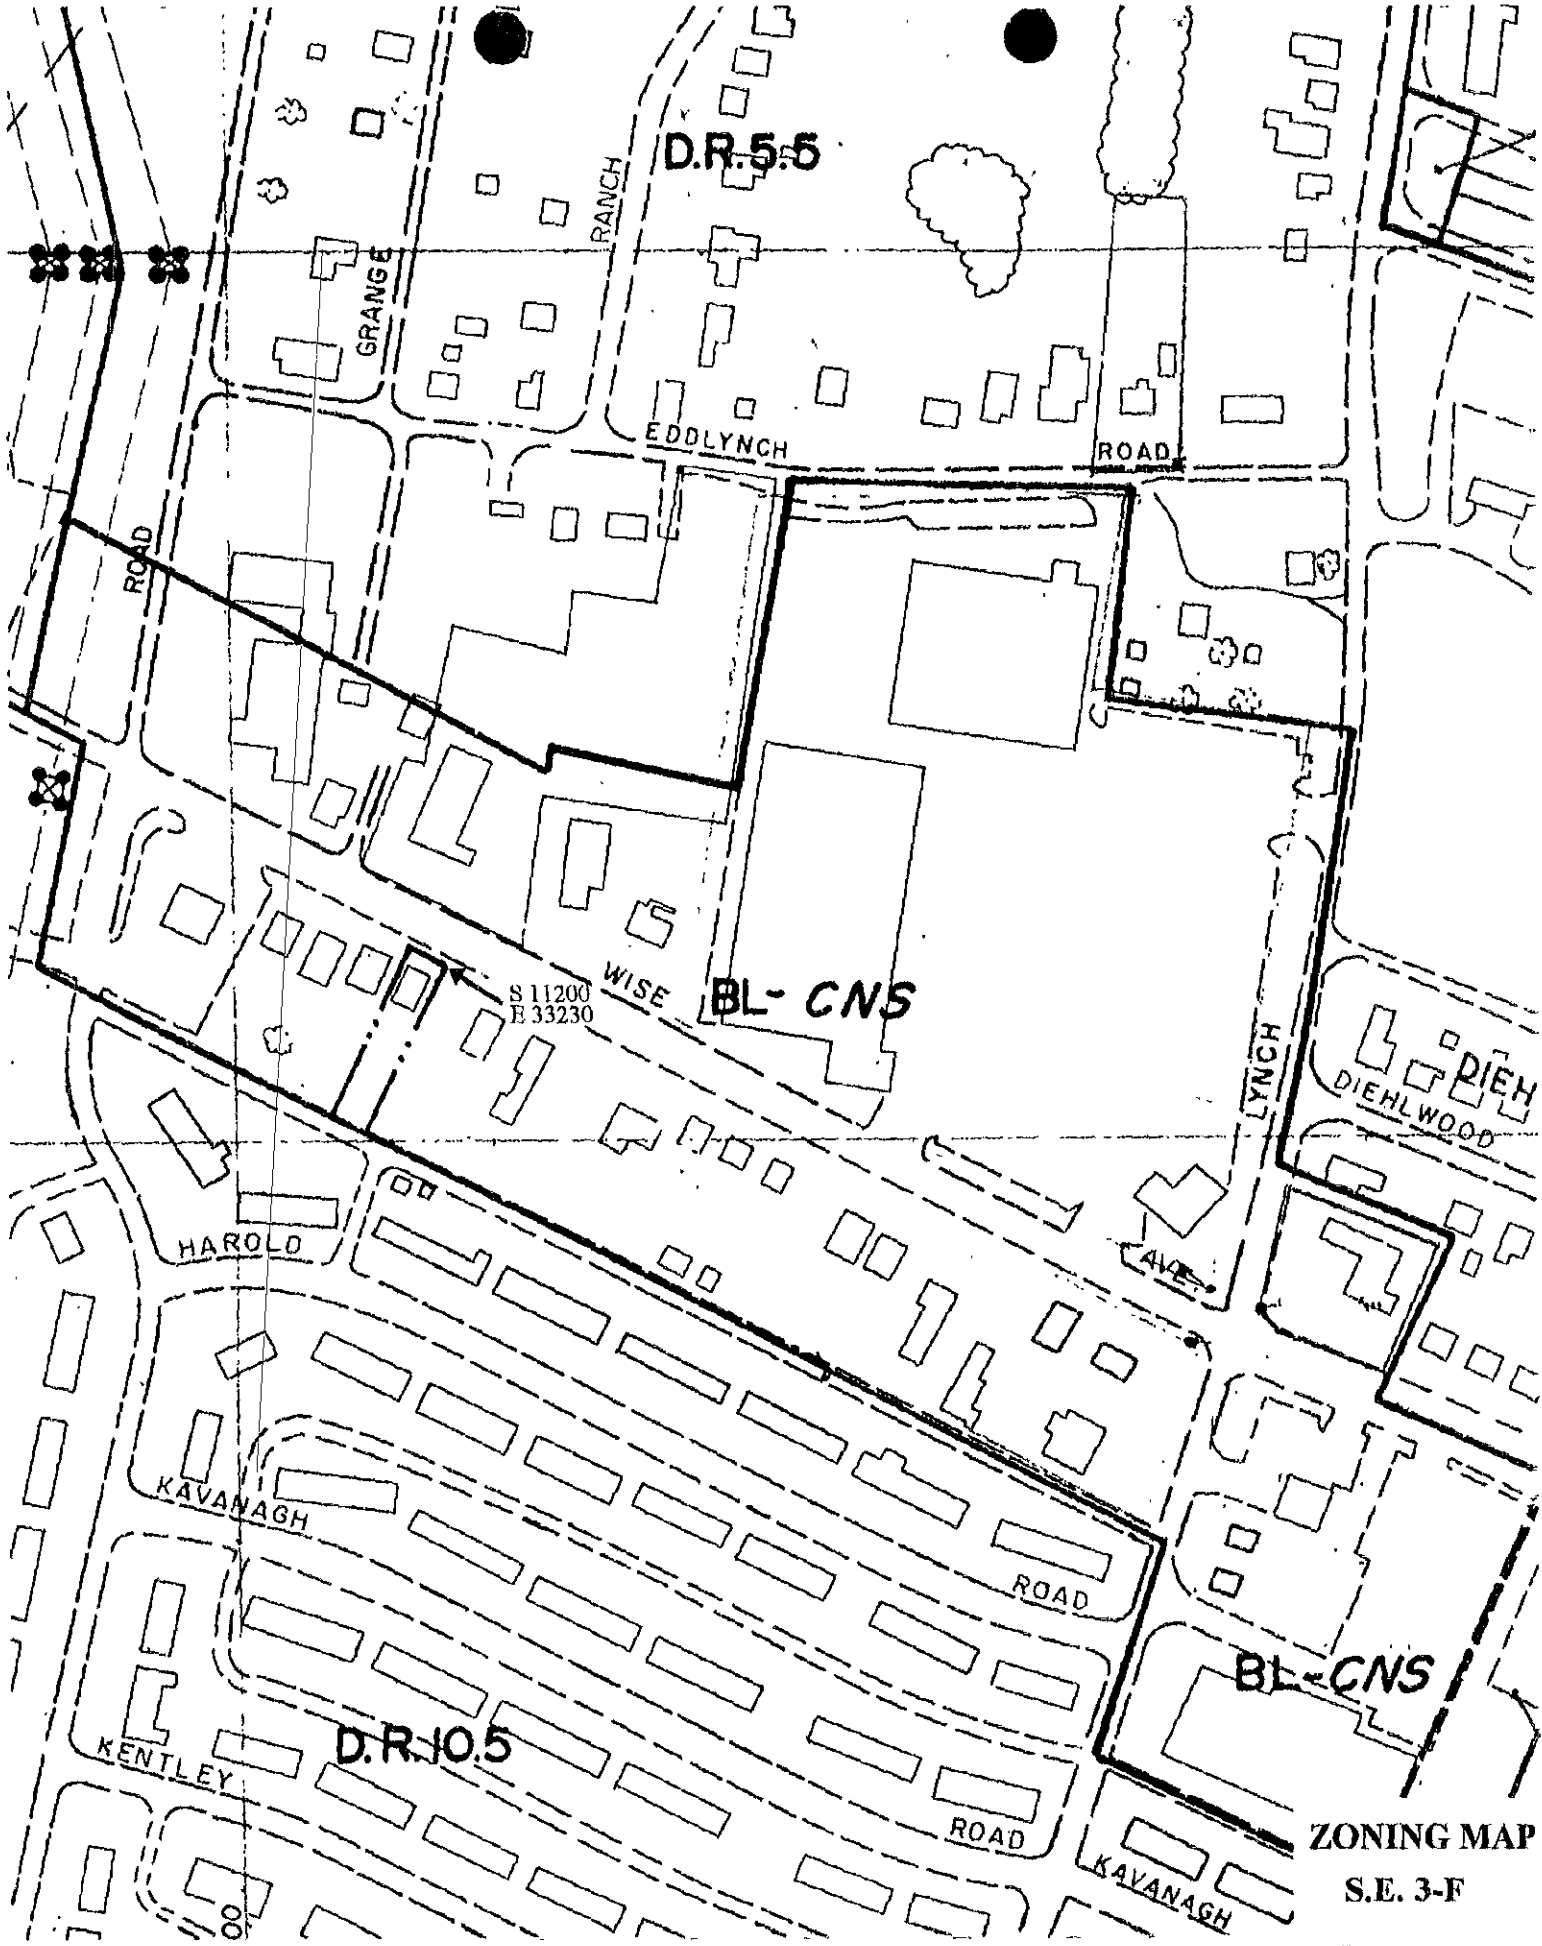 D.R.5.5
RANCH
GRANGE
EDDLYNCH
ROAD
ROAD
WISE
S 11200
E 33230
BL- CNS
LYNCH
DIEH
DIEHLWOOD
HAROLD
AVE
KAVANAGH
ROAD
BL-CNS
D.R.10.5
KENTLEY
ROAD
ZONING MAP
S.E. 3-F
KAVANAGH
00